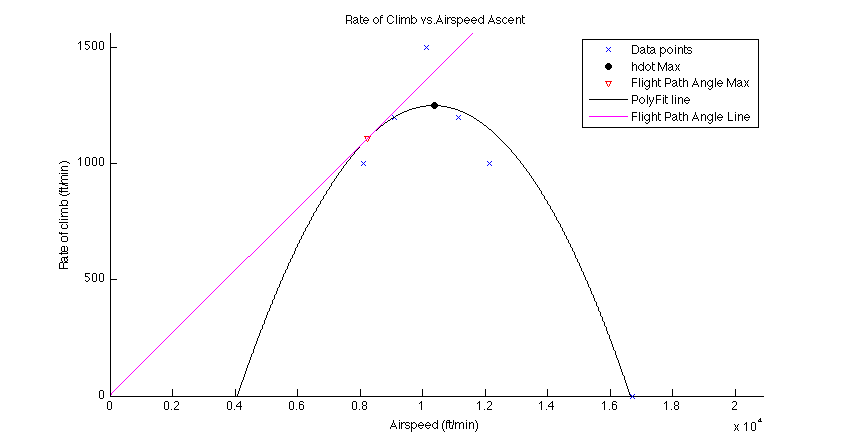 Rate of Climb vs.Airspeed Ascent
1500
1000
500
0
Rate of climb (ft/min)
0 0.2 0.4 0.6 0.8 1 1.2 1.4 1.6 1.8 2
x 10⁴
Airspeed (ft/min)
Data points
hdot Max
Flight Path Angle Max
PolyFit line
Flight Path Angle Line